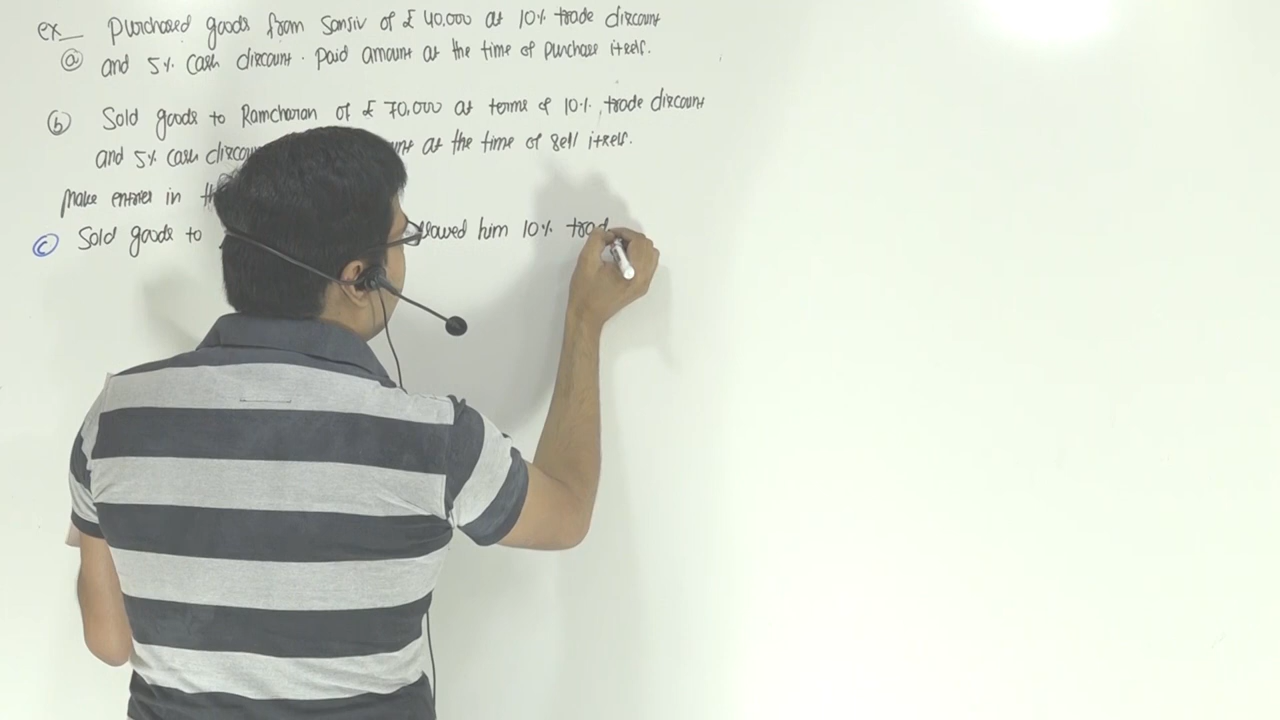 ex_ Purchased goods from Sansiv of £ 40,000 at 10% trade discount
(a) and 5% cash discount. Paid amount at the time of purchase itself.
(b) Sold goods to Ramcharan of £ 70,000 at terms of 10% trade discount
and 5% cash at the time of sell itself.
Make entries in
(c) Sold goods to him 10% trad